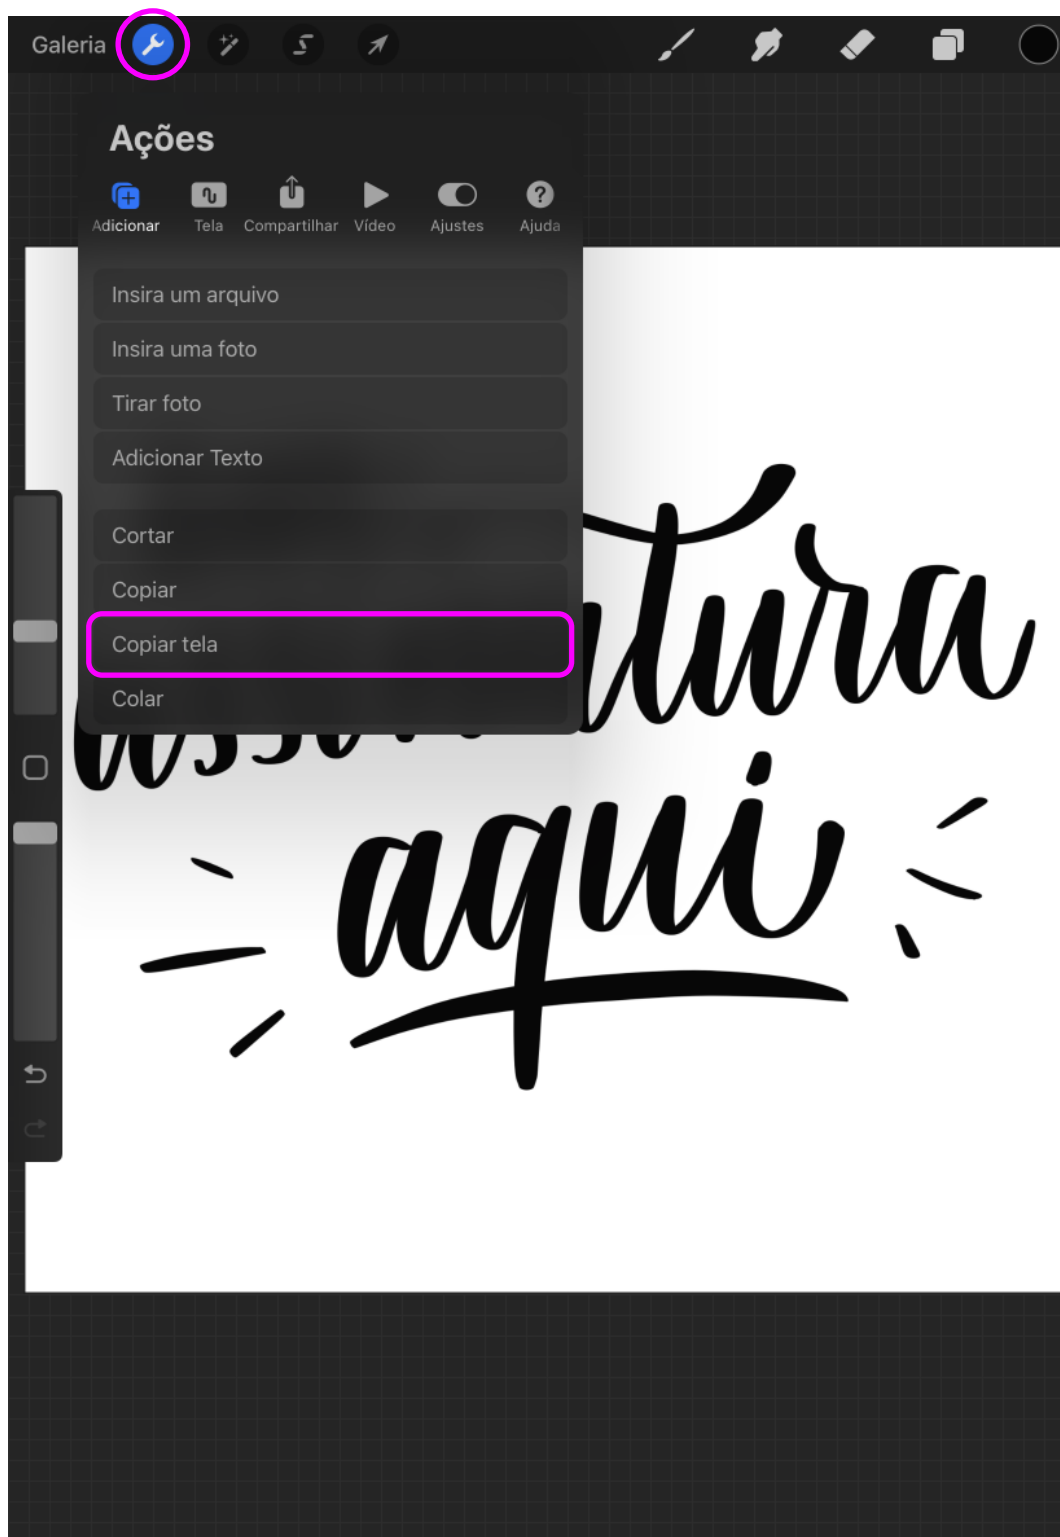 Galeria
Ações
Adicionar Tela Compartilhar Vídeo Ajustes Ajuda
Insira um arquivo
Insira uma foto
Tirar foto
Adicionar Texto
Cortar
Copiar
Copiar tela
Colar
aqui